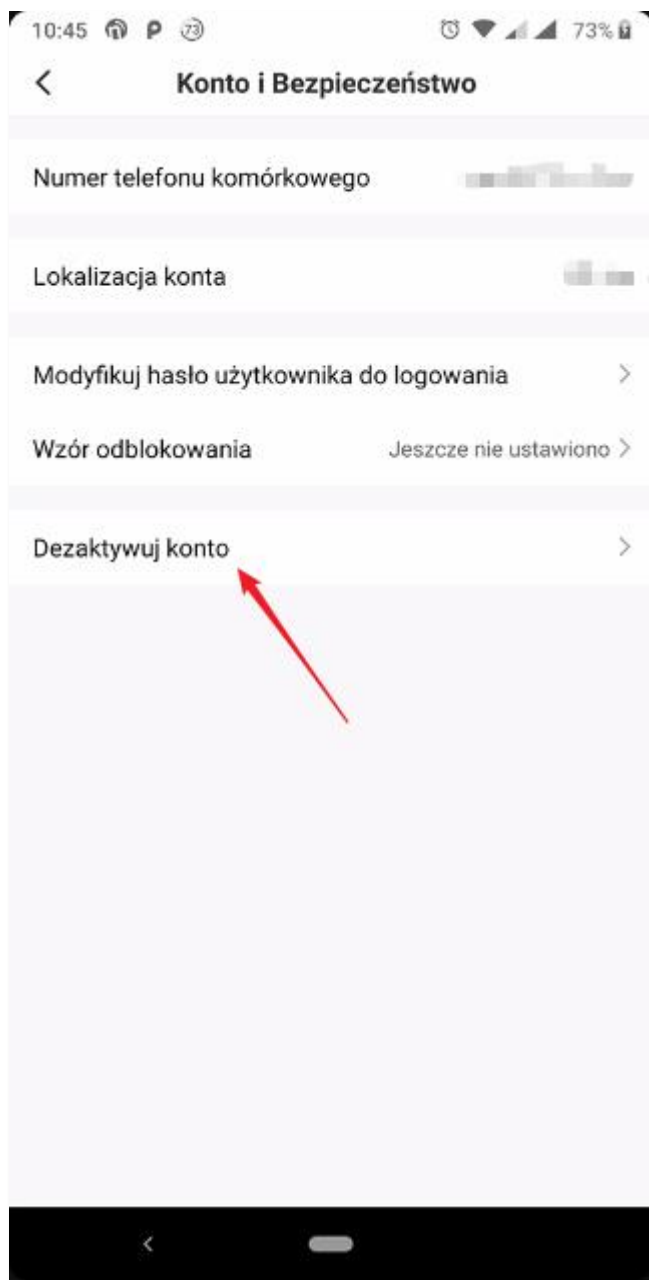 10:45 P 73 73%
Konto i Bezpieczeństwo
Numer telefonu komórkowego
Lokalizacja konta
Modyfikuj hasło użytkownika do logowania
Wzór odblokowania Jeszcze nie ustawiono
Dezaktywuj konto